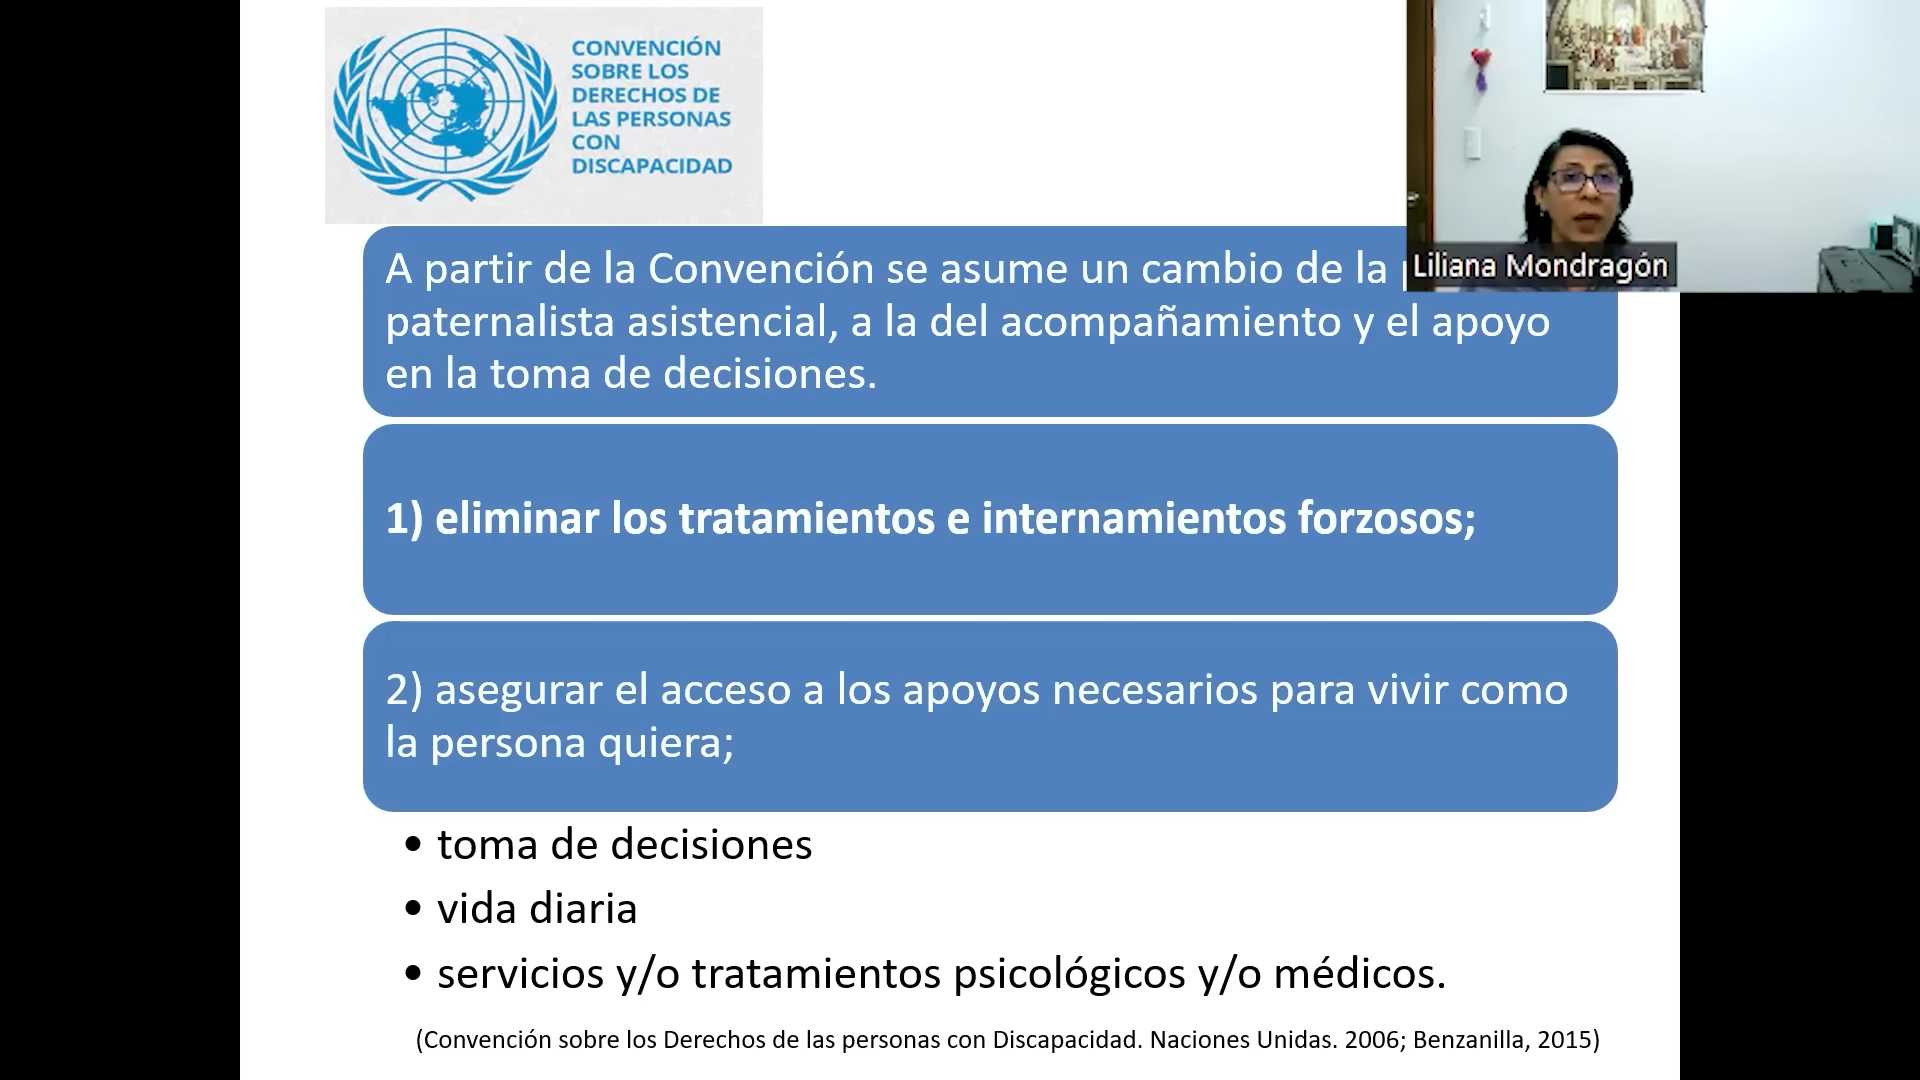 CONVENCIÓN
SOBRE LOS
DERECHOS DE
LAS PERSONAS
CON
DISCAPACIDAD
Liliana Mondragón
A partir de la Convención se asume un cambio de la
paternalista asistencial, a la del acompañamiento y el apoyo
en la toma de decisiones.
1) eliminar los tratamientos e internamientos forzosos;
2) asegurar el acceso a los apoyos necesarios para vivir como
la persona quiera;
• toma de decisiones
• vida diaria
• servicios y/o tratamientos psicológicos y/o médicos.
(Convención sobre los Derechos de las personas con Discapacidad. Naciones Unidas. 2006; Benzanilla, 2015)